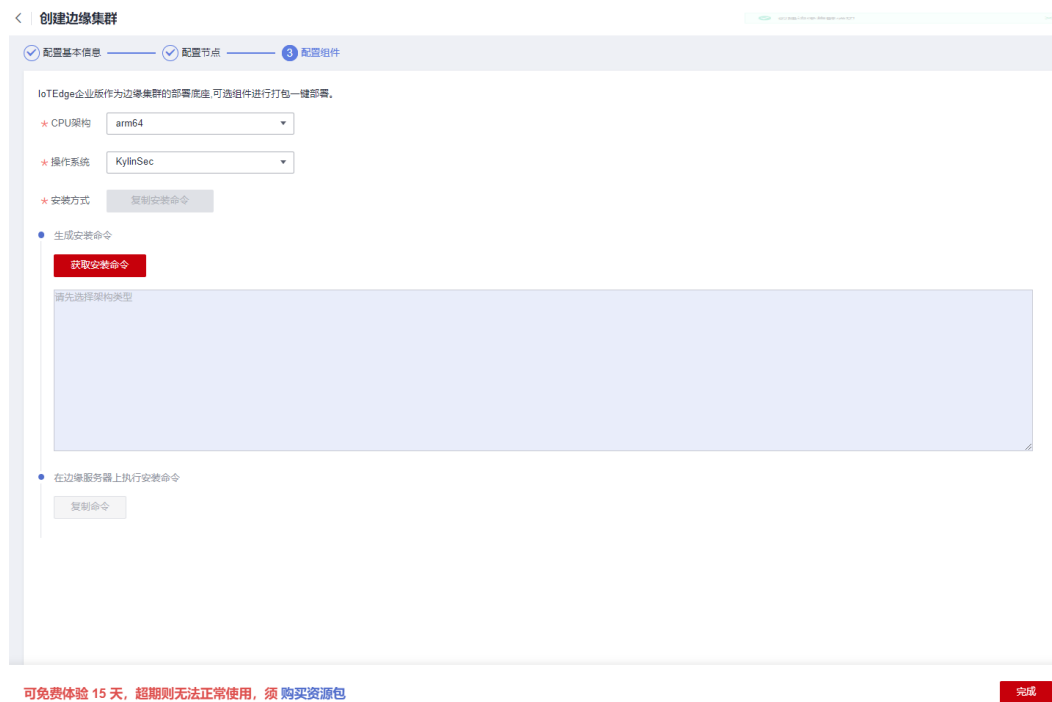 创建边缘集群
配置基本信息 配置节点 3 配置组件
IoTEdge企业版作为边缘集群的部署底座,可选组件进行打包一键部署。
* CPU架构 arm64
* 操作系统 KylinSec
* 安装方式 复制安装命令
生成安装命令
获取安装命令
请先选择架构类型
在边缘服务器上执行安装命令
复制命令
可免费体验 15 天，超期则无法正常使用，须 购买资源包
完成